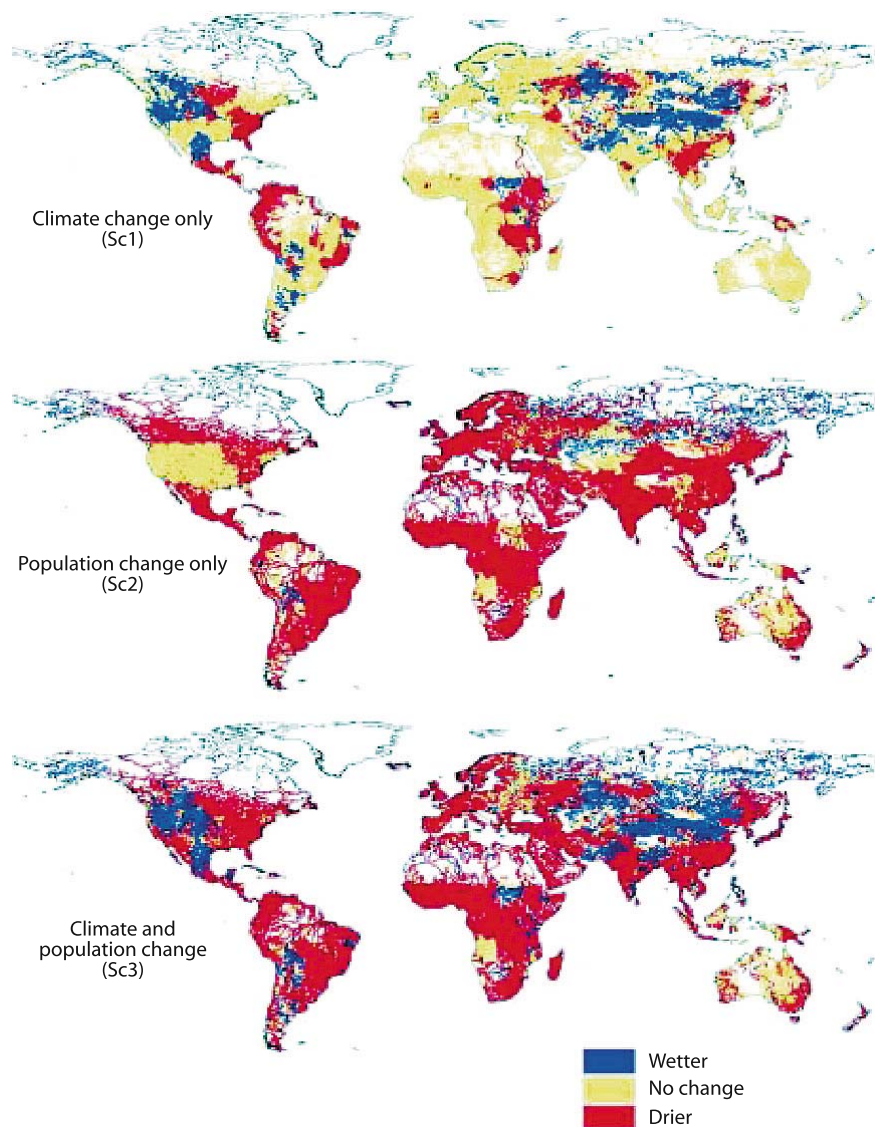 Climate change only
(Sc1)
Population change only
(Sc2)
Climate and
population change
(Sc3)
Wetter
No change
Drier